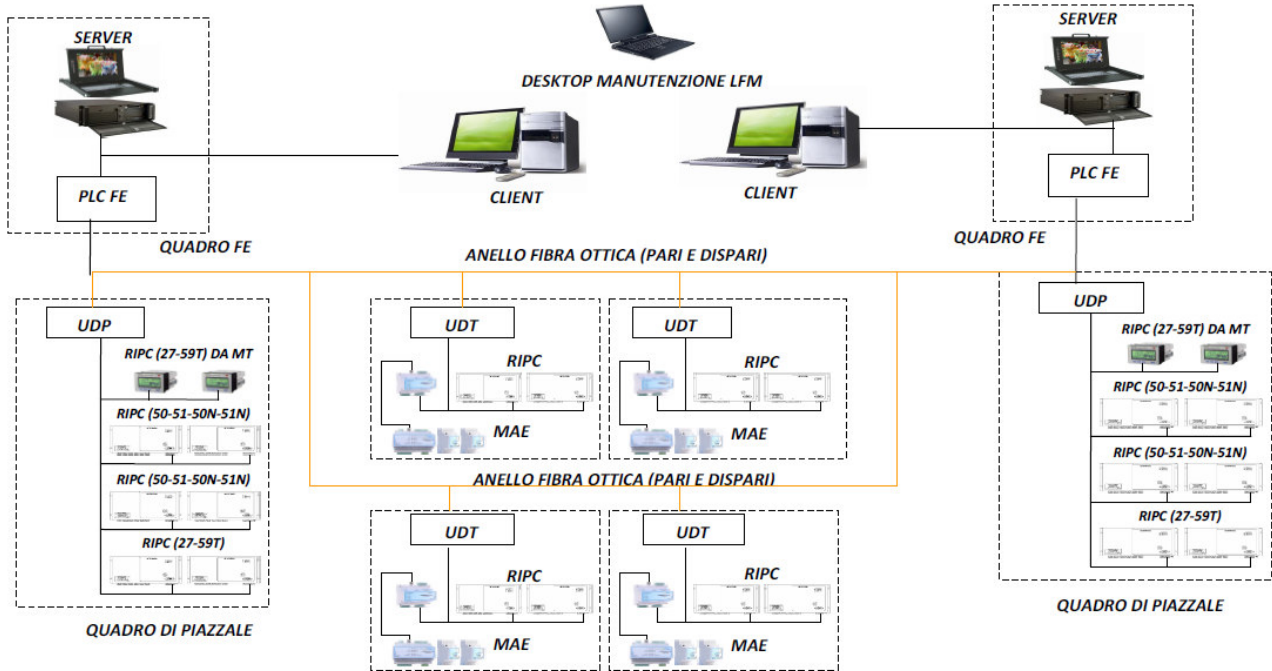 SERVER
SERVER
DESKTOP MANUTENZIONE LFM
PLC FE
CLIENT
CLIENT
PLC FE
QUADRO FE
ANELLO FIBRA OTTICA (PARI E DISPARI)
QUADRO FE
UDP
UDT
UDT
UDP
RIPC (27-59T) DA MT
RIPC
RIPC
RIPC (27-59T) DA MT
RIPC (50-51-50N-51N)
RIPC (50-51-50N-51N)
MAE
MAE
RIPC (50-51-50N-51N)
ANELLO FIBRA OTTICA (PARI E DISPARI)
RIPC (50-51-50N-51N)
RIPC (27-59T)
UDT
UDT
RIPC (27-59T)
RIPC
RIPC
QUADRO DI PIAZZALE
MAE
MAE
QUADRO DI PIAZZALE